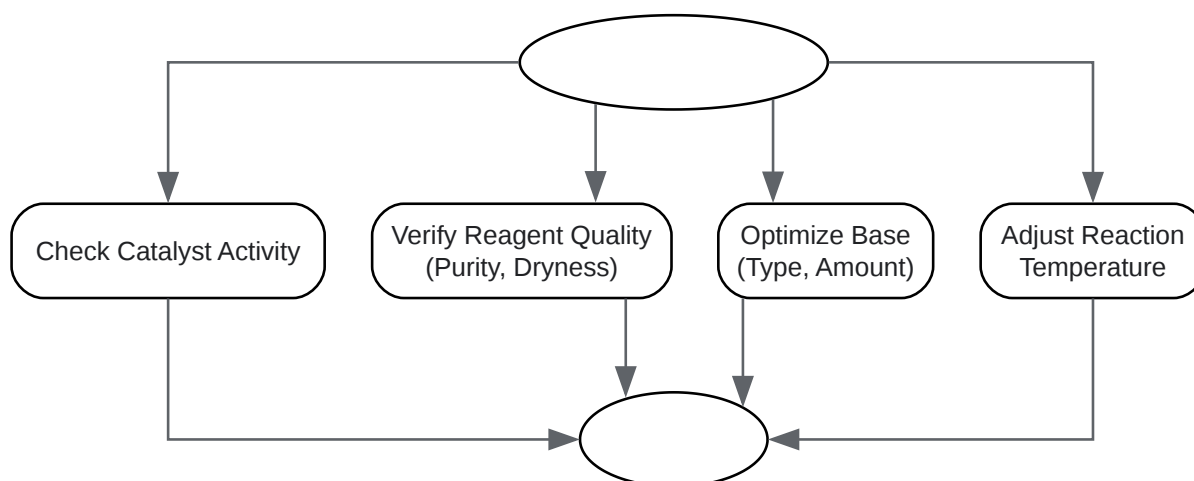 Check Catalyst Activity
Verify Reagent Quality
(Purity, Dryness)
Optimize Base
(Type, Amount)
Adjust Reaction
Temperature